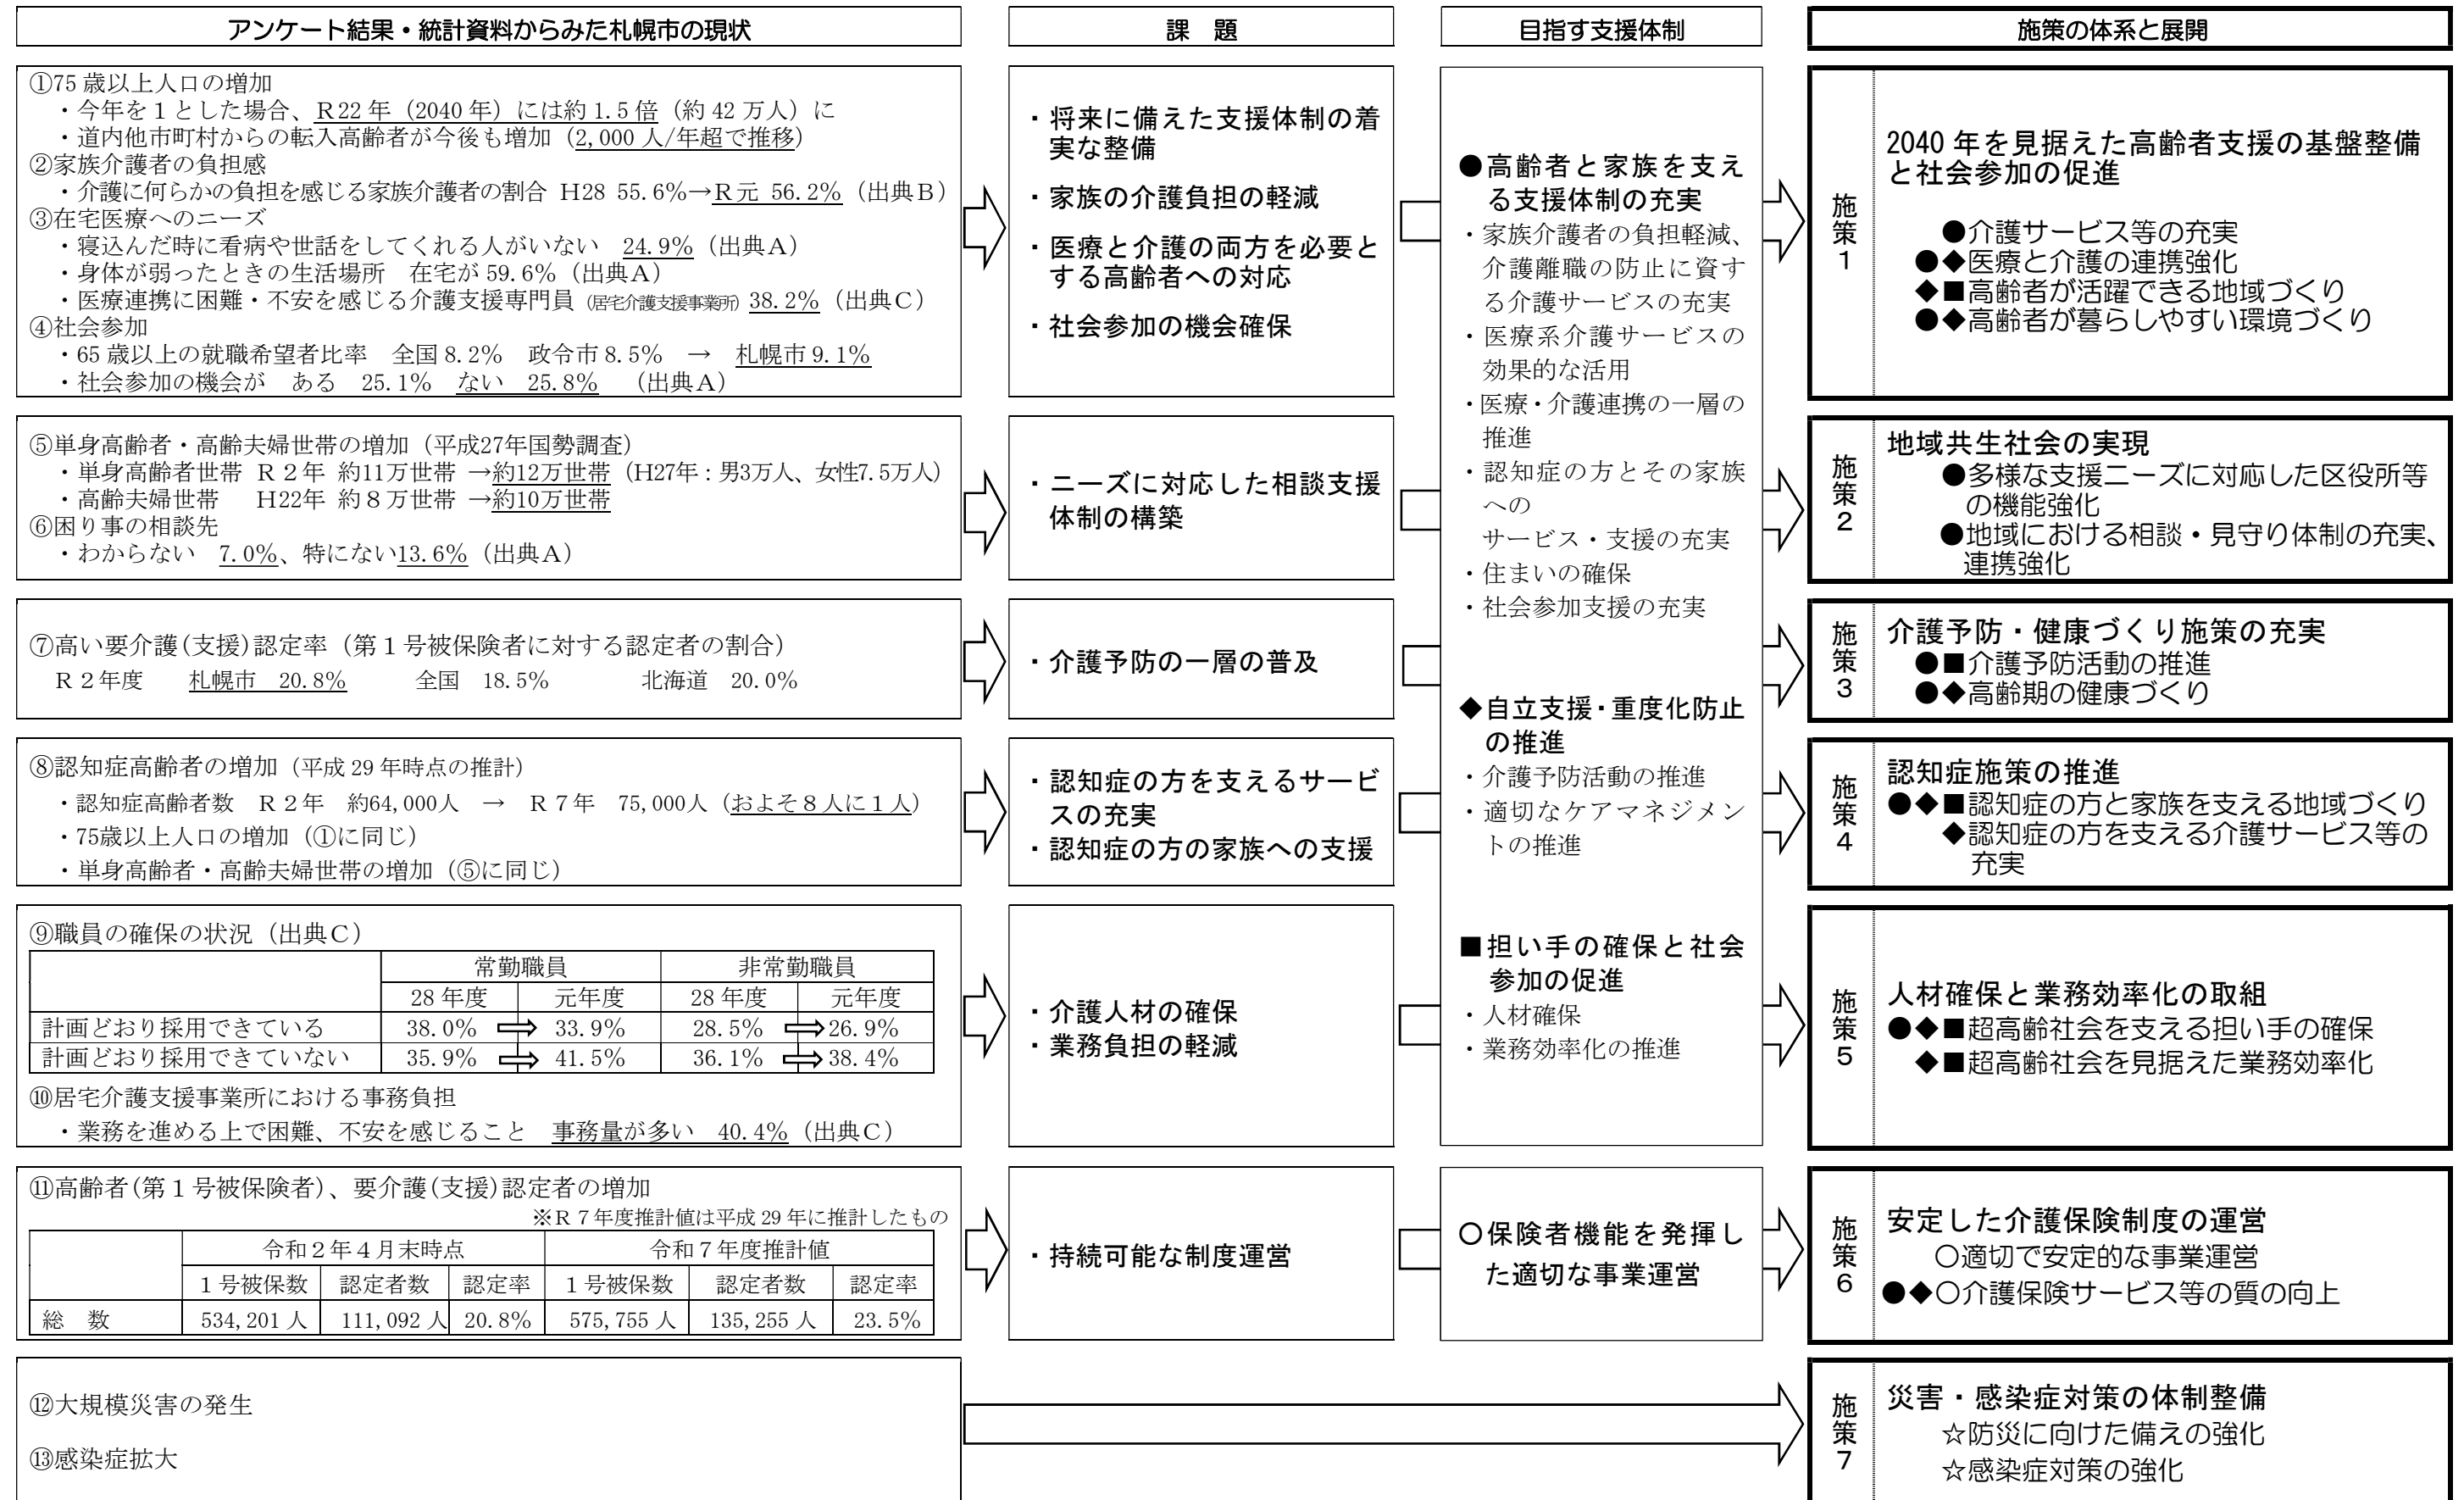 アンケート結果・統計資料からみた札幌市の現状
課 題
目指す支援体制
施策の体系と展開
①75歳以上人口の増加
・今年を1とした場合、R22年（2040年）には約1.5倍（約42万人）に
・道内他市町村からの転入高齢者が今後も増加（2,000人/年超で推移）
②家族介護者の負担感
・介護に何らかの負担を感じる家族介護者の割合 H28 55.6％→R元 56.2％（出典B）
③在宅医療へのニーズ
・寝込んだ時に看病や世話をしてくれる人がいない 24.9％（出典A）
・身体が弱ったときの生活場所 在宅が59.6％（出典A）
・医療連携に困難・不安を感じる介護支援専門員（居宅介護支援事業所）38.2％（出典C）
④社会参加
・65歳以上の就職希望者比率 全国8.2％ 政令市8.5％ → 札幌市9.1％
・社会参加の機会が ある 25.1％ ない 25.8％ （出典A）
・将来に備えた支援体制の着
実な整備
・家族の介護負担の軽減
・医療と介護の両方を必要と
する高齢者への対応
・社会参加の機会確保
⑤単身高齢者・高齢夫婦世帯の増加（平成27年国勢調査）
・単身高齢者世帯 R2年 約11万世帯 →約12万世帯（H27年：男3万人、女性7.5万人）
・高齢夫婦世帯 H22年 約8万世帯 →約10万世帯
⑥困り事の相談先
・わからない 7.0％、特にない13.6％（出典A）
・ニーズに対応した相談支援
体制の構築
⑦高い要介護(支援)認定率（第1号被保険者に対する認定者の割合）
R2年度 札幌市 20.8％ 全国 18.5％ 北海道 20.0％
・介護予防の一層の普及
⑧認知症高齢者の増加（平成29年時点の推計）
・認知症高齢者数 R2年 約64,000人 → R7年 75,000人（およそ8人に1人）
・75歳以上人口の増加（①に同じ）
・単身高齢者・高齢夫婦世帯の増加（⑤に同じ）
・認知症の方を支えるサービ
スの充実
・認知症の方の家族への支援
⑨職員の確保の状況（出典C）
常勤職員 非常勤職員
28年度 元年度 28年度 元年度
計画どおり採用できている 38.0％ ⇒ 33.9％ 28.5％ ⇒ 26.9％
計画どおり採用できていない 35.9％ ⇒ 41.5％ 36.1％ ⇒ 38.4％
⑩居宅介護支援事業所における事務負担
・業務を進める上で困難、不安を感じること 事務量が多い 40.4％（出典C）
・介護人材の確保
・業務負担の軽減
⑪高齢者(第1号被保険者)、要介護(支援)認定者の増加
※R7年度推計値は平成29年に推計したもの
令和2年4月末時点 令和7年度推計値
1号被保数 認定者数 認定率 1号被保数 認定者数 認定率
総 数 534,201人 111,092人 20.8％ 575,755人 135,255人 23.5％
・持続可能な制度運営
⑫大規模災害の発生
⑬感染症拡大
●高齢者と家族を支え
る支援体制の充実
・家族介護者の負担軽減、
介護離職の防止に資す
る介護サービスの充実
・医療系介護サービスの
効果的な活用
・医療・介護連携の一層の
推進
・認知症の方とその家族
への
サービス・支援の充実
・住まいの確保
・社会参加支援の充実
◆自立支援・重度化防止
の推進
・介護予防活動の推進
・適切なケアマネジメン
トの推進
■担い手の確保と社会
参加の促進
・人材確保
・業務効率化の推進
○保険者機能を発揮し
た適切な事業運営
施策1
2040年を見据えた高齢者支援の基盤整備
と社会参加の促進
●介護サービス等の充実
●◆医療と介護の連携強化
◆■高齢者が活躍できる地域づくり
●◆高齢者が暮らしやすい環境づくり
施策2
地域共生社会の実現
●多様な支援ニーズに対応した区役所等
の機能強化
●地域における相談・見守り体制の充実、
連携強化
施策3
介護予防・健康づくり施策の充実
●■介護予防活動の推進
●◆高齢期の健康づくり
施策4
認知症施策の推進
●◆■認知症の方と家族を支える地域づくり
◆認知症の方を支える介護サービス等の
充実
施策5
人材確保と業務効率化の取組
●◆■超高齢社会を支える担い手の確保
◆■超高齢社会を見据えた業務効率化
施策6
安定した介護保険制度の運営
○適切で安定的な事業運営
●◆○介護保険サービス等の質の向上
施策7
災害・感染症対策の体制整備
☆防災に向けた備えの強化
☆感染症対策の強化